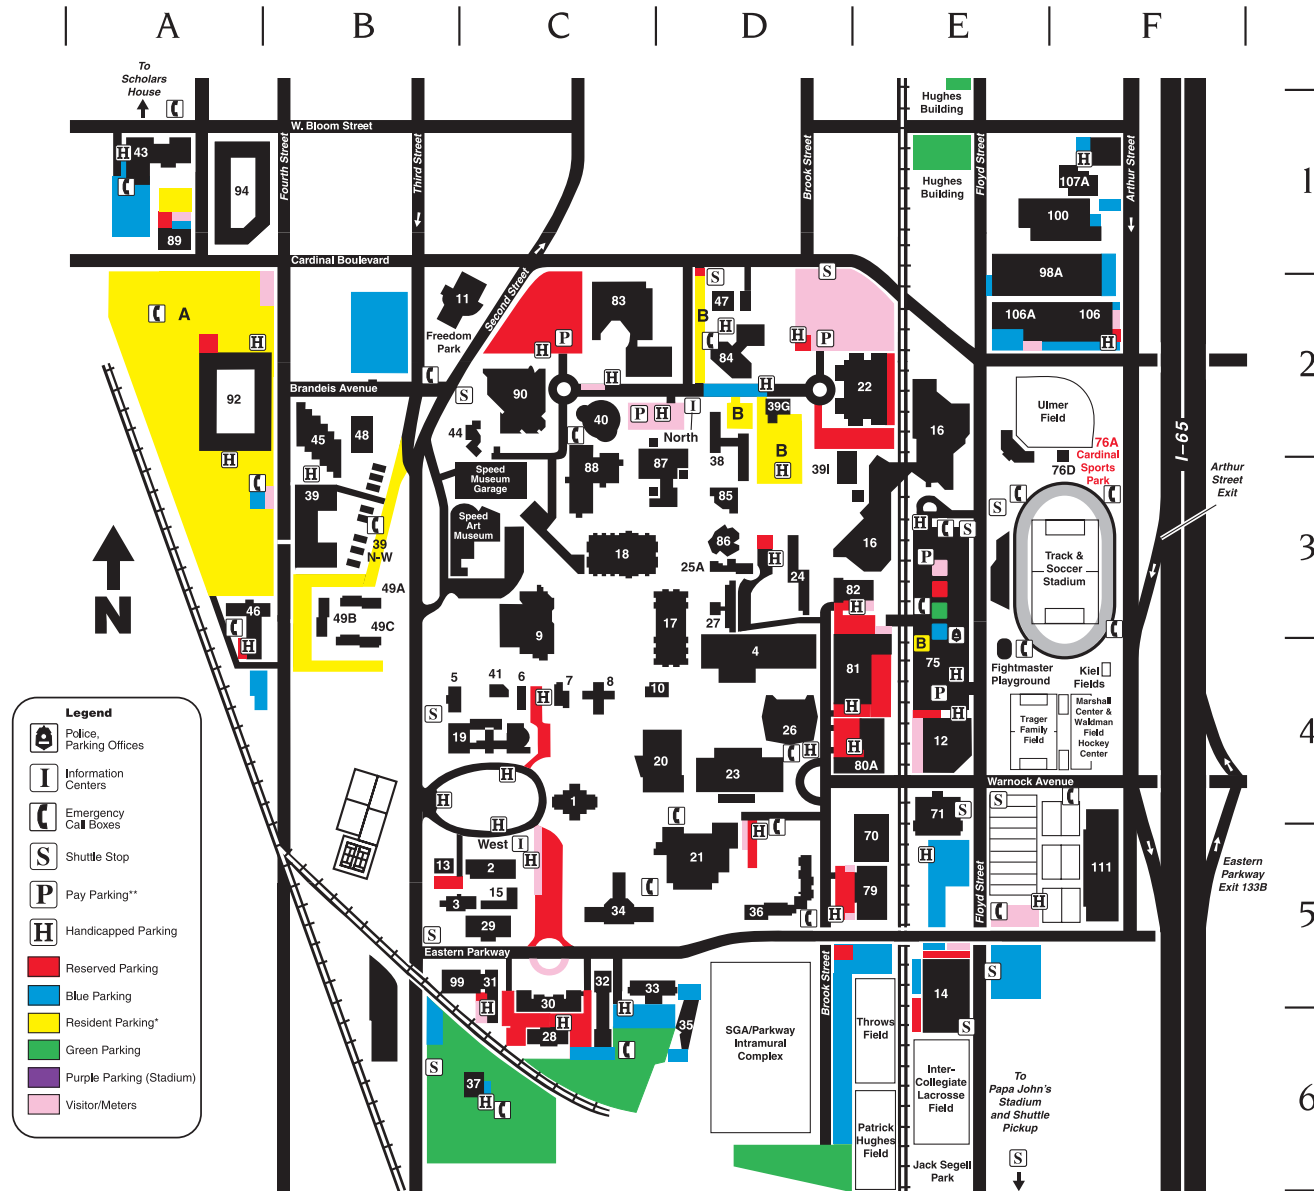 A
B
C
D
E
F
To
Scholars
House
Hughes
Building
W. Bloom Street
Fourth Street
Third Street
Brook Street
Floyd Street
Arthur Street
H
43
94
89
Hughes
Building
H
107A
100
1
Cardinal Boulevard
98A
A
H
92
H
11
Freedom
Park
Second Street
83
H
P
S
47
B
H
84
S
H
P
106A
106
H
2
Brandeis Avenue
S
90
H
40
P
H
I
North
H
B
39G
22
16
Ulmer
Field
76A
Cardinal
Sports
Park
76D
I-65
Arthur
Street
Exit
45
48
H
39
44
Speed
Museum
Garage
88
87
38
B
H
39I
85
39
N-W
Speed
Art
Museum
18
86
25A
H
24
16
H
S
P
S
Track &
Soccer
Stadium
3
N
46
H
49A
49B
49C
9
17
27
4
82
H
81
H
B
75
H
P
H
Fightmaster
Playground
Kiel
Fields
5
41
6
H
7
8
10
S
19
26
H
H
80A
12
Trager
Family
Field
Marshall
Center &
Waldman
Field
Hockey
Center
4
20
23
Warnock Avenue
H
H
H
1
West
I
H
21
H
70
71
S
S
H
111
Floyd Street
13
2
15
3
29
34
36
79
H
H
Eastern
Parkway
Exit 133B
5
S
Eastern Parkway
Legend
Police,
Parking Offices
I
Information
Centers
Emergency
Call Boxes
S
Shuttle Stop
P
Pay Parking**
H
Handicapped Parking
Reserved Parking
Blue Parking
Resident Parking*
Green Parking
Purple Parking (Stadium)
Visitor/Meters
99
31
H
30
H
28
32
H
33
35
S
37
H
SGA/Parkway
Intramural
Complex
Brook Street
Throws
Field
Patrick
Hughes
Field
14
S
S
Inter-
Collegiate
Lacrosse
Field
Jack Segell
Park
To
Papa John's
Stadium
and Shuttle
Pickup
S
6